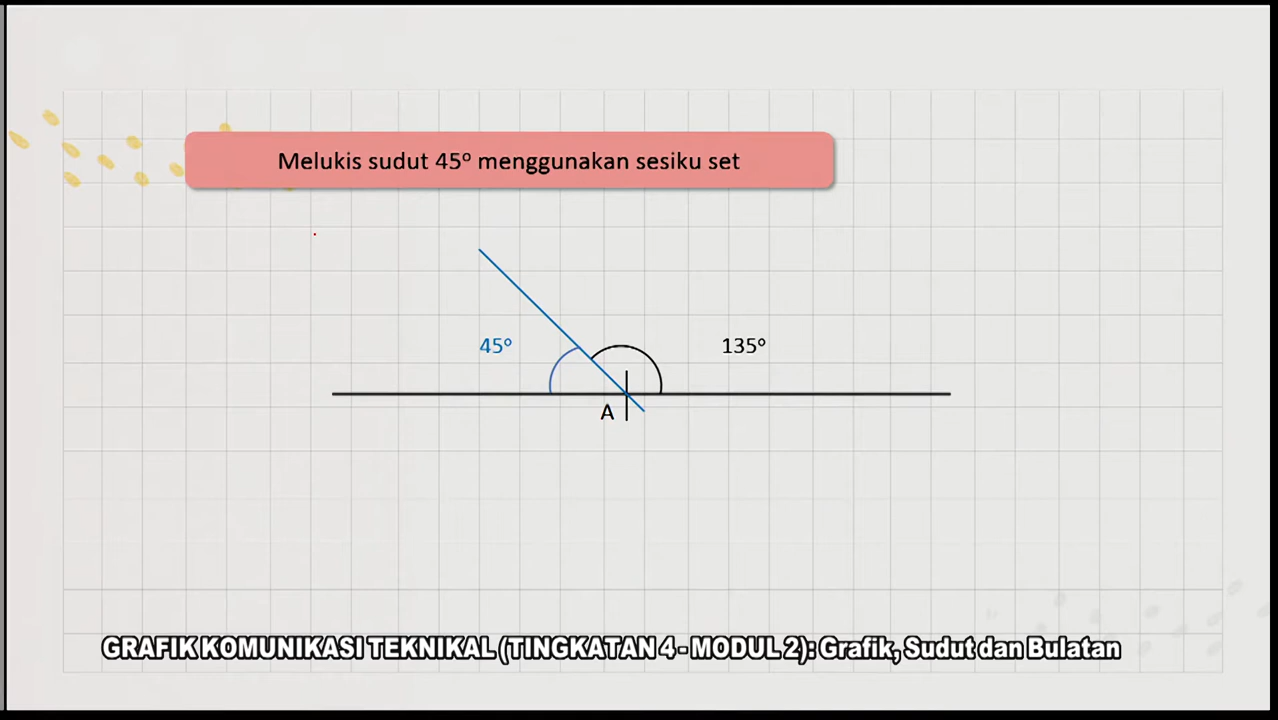 Melukis sudut 45° menggunakan sesiku set
45°
135°
A
GRAFIK KOMUNIKASI TEKNIKAL (TINGKATAN 4 - MODUL 2): Grafik, Sudut dan Bulatan